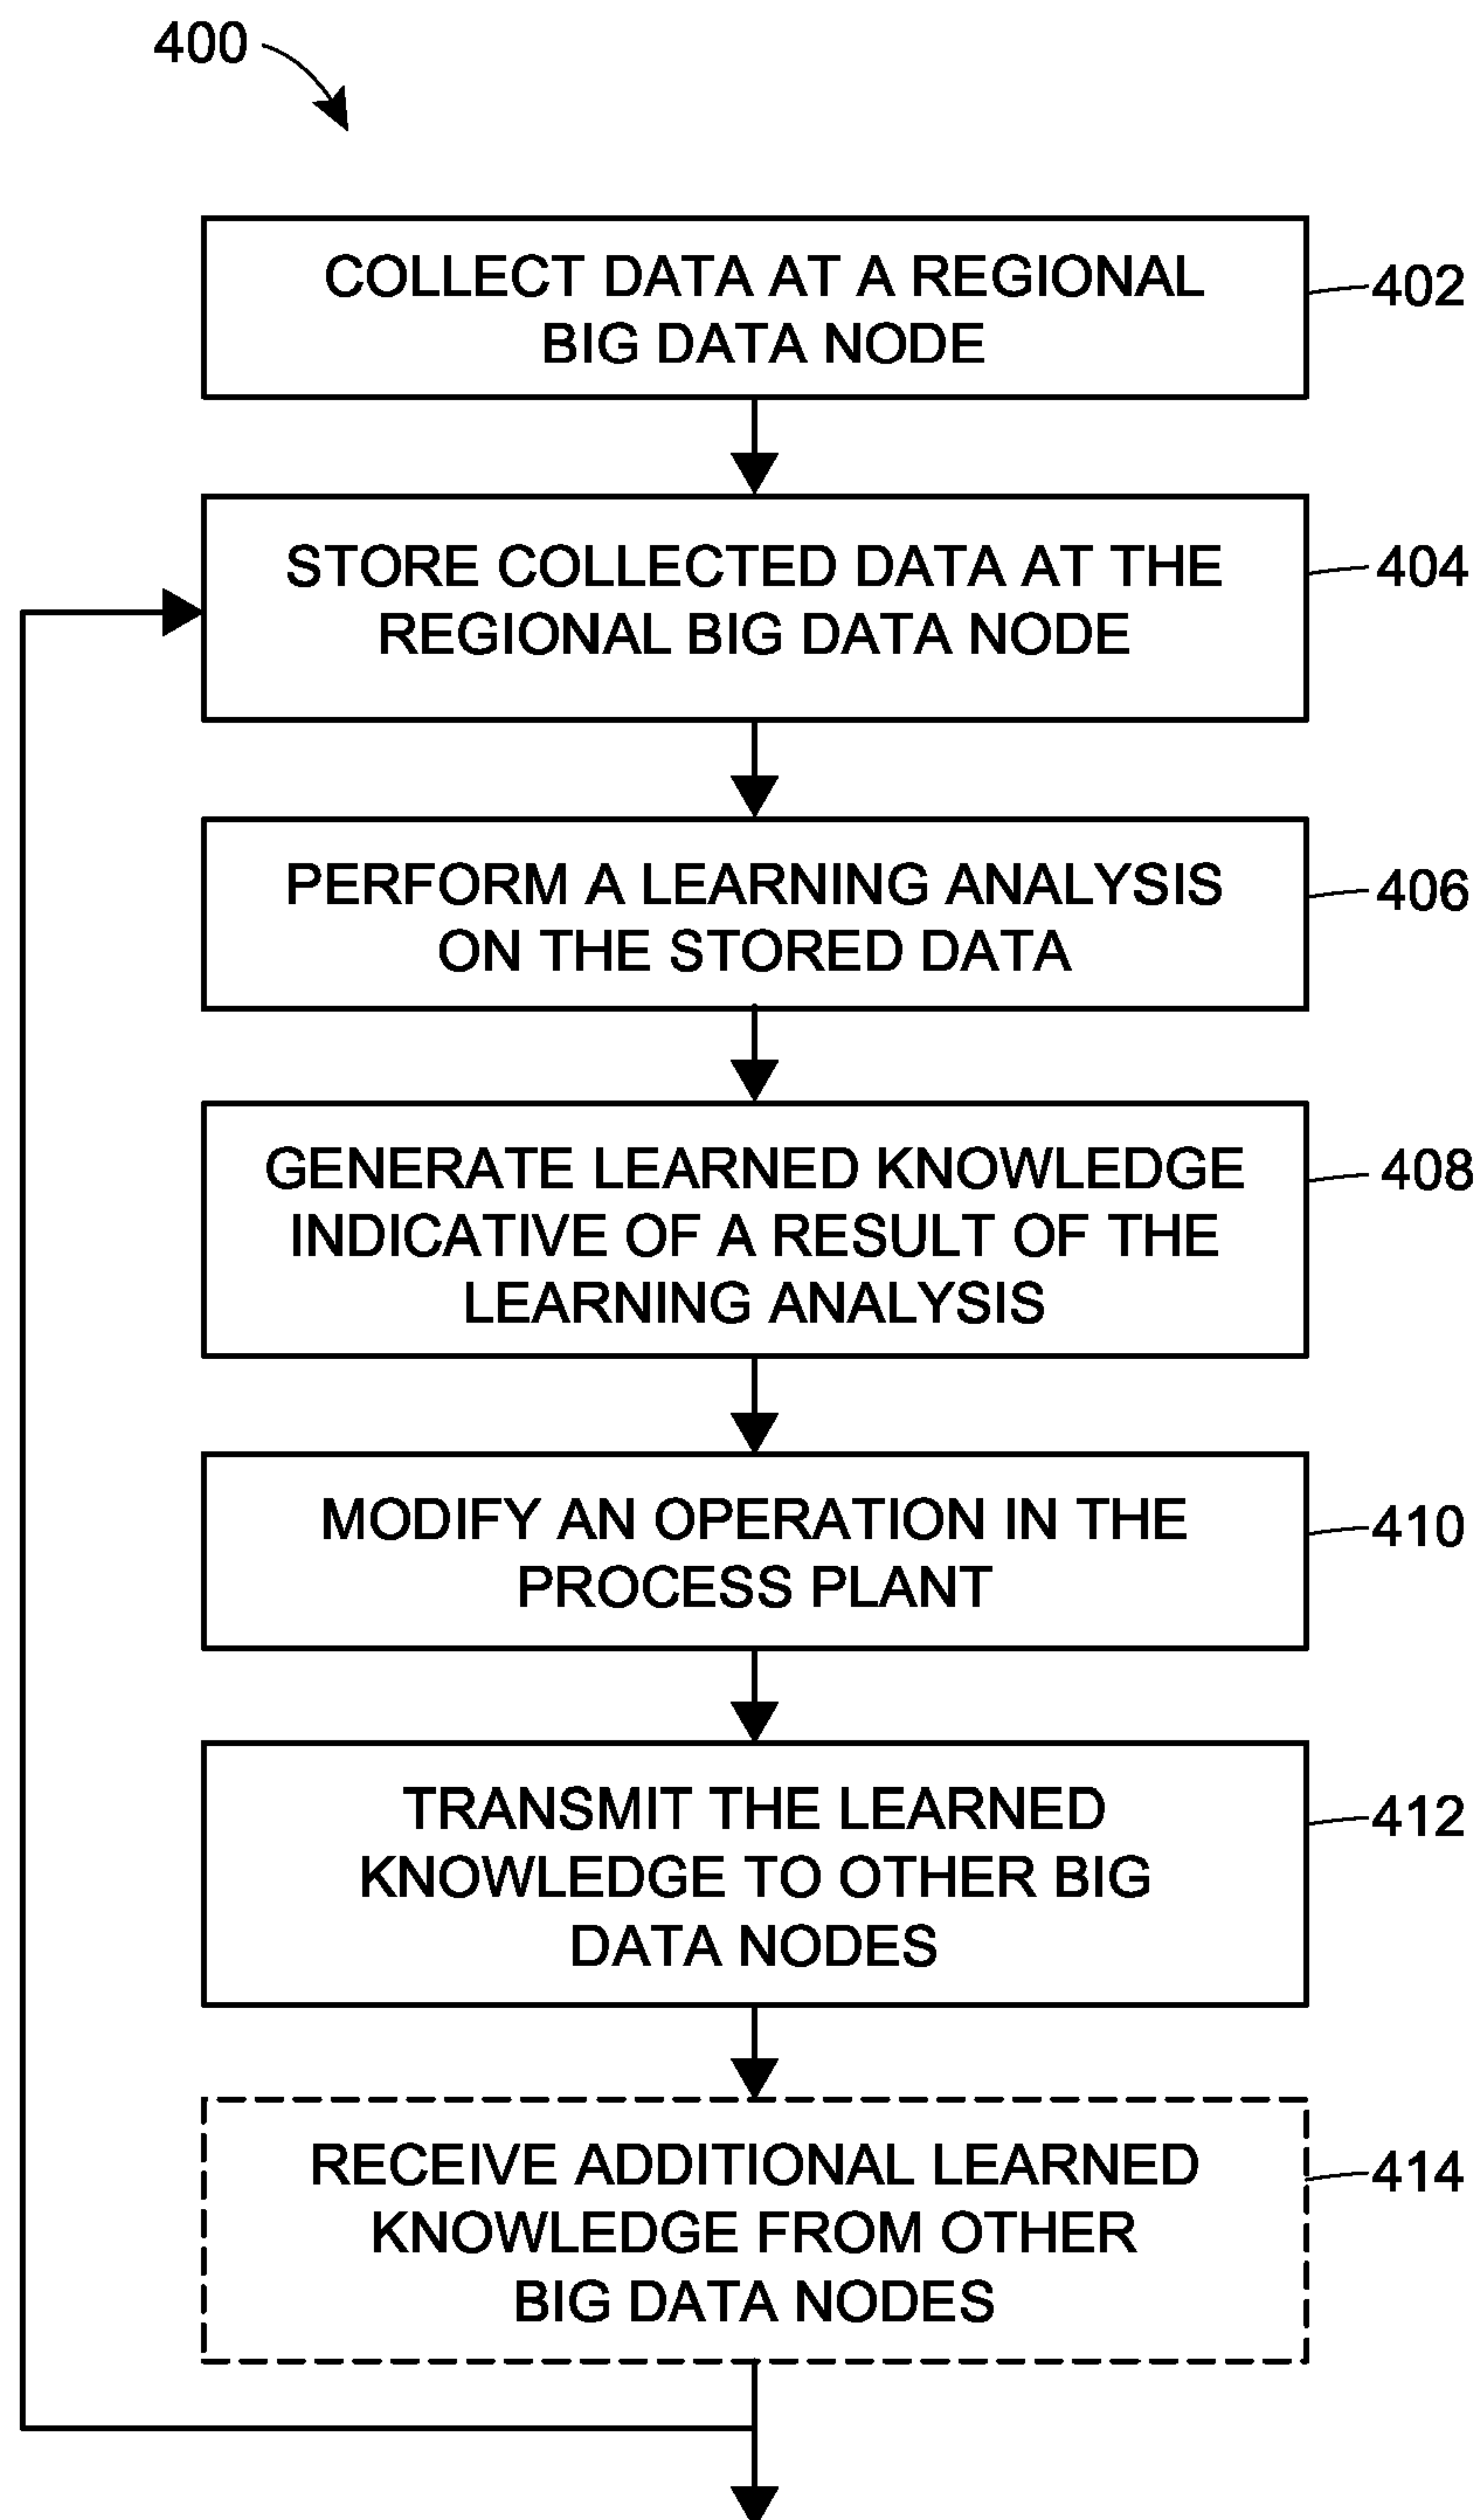 400
COLLECT DATA AT A REGIONAL
BIG DATA NODE
402
STORE COLLECTED DATA AT THE
REGIONAL BIG DATA NODE
404
PERFORM A LEARNING ANALYSIS
ON THE STORED DATA
406
GENERATE LEARNED KNOWLEDGE
INDICATIVE OF A RESULT OF THE
LEARNING ANALYSIS
408
MODIFY AN OPERATION IN THE
PROCESS PLANT
410
TRANSMIT THE LEARNED
KNOWLEDGE TO OTHER BIG
DATA NODES
412
RECEIVE ADDITIONAL LEARNED
KNOWLEDGE FROM OTHER
BIG DATA NODES
414